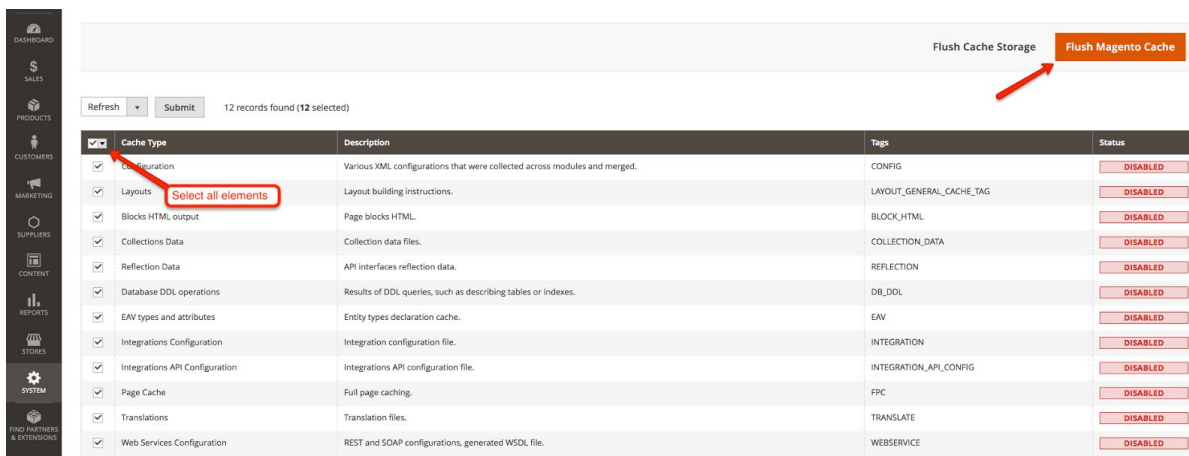 DASHBOARD
$
SALES
PRODUCTS
CUSTOMERS
MARKETING
SUPPLIERS
CONTENT
REPORTS
STORES
SYSTEM
FIND PARTNERS
& EXTENSIONS
Flush Cache Storage Flush Magento Cache
Refresh Submit 12 records found (12 selected)
Cache Type Description Tags Status
Configuration Various XML configurations that were collected across modules and merged. CONFIG DISABLED
Layouts Layout building instructions. LAYOUT_GENERAL_CACHE_TAG DISABLED
Select all elements
Blocks HTML output Page blocks HTML. BLOCK_HTML DISABLED
Collections Data Collection data files. COLLECTION_DATA DISABLED
Reflection Data API interfaces reflection data. REFLECTION DISABLED
Database DDL operations Results of DDL queries, such as describing tables or indexes. DB_DDL DISABLED
EAV types and attributes Entity types declaration cache. EAV DISABLED
Integrations Configuration Integration configuration file. INTEGRATION DISABLED
Integrations API Configuration Integrations API configuration file. INTEGRATION_API_CONFIG DISABLED
Page Cache Full page caching. FPC DISABLED
Translations Translation files. TRANSLATE DISABLED
Web Services Configuration REST and SOAP configurations, generated WSDL file. WEBSERVICE DISABLED